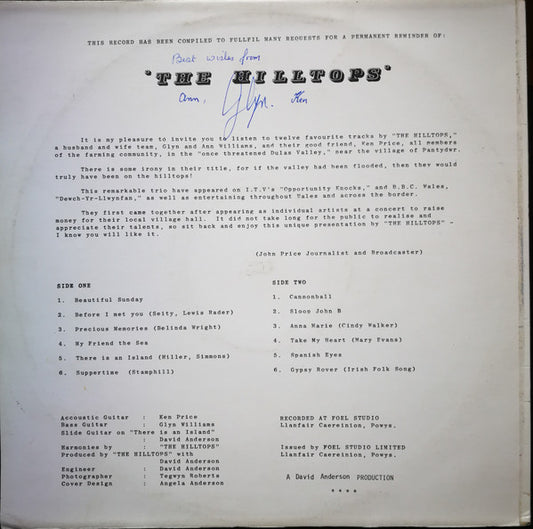 THIS RECORD HAS BEEN COMPILED TO FULLFIL MANY REQUESTS FOR A PERMANENT REMINDER OF:
Best wishes from
"THE HILLTOPS"
Ann, Glyn. Ken
It is my pleasure to invite you to listen to twelve favourite tracks by "THE HILLTOPS,"
a husband and wife team, Glyn and Ann Williams, and their good friend, Ken Price, all members
of the farming community, in the "once threatened Dulas Valley," near the village of Pantydwr.
There is some irony in their title, for if the valley had been flooded, then they would
truly have been on the hilltops!
This remarkable trio have appeared on I.T.V's "Opportunity Knocks," and B.B.C. Wales,
"Dewch-Yr-Llwynfan," as well as entertaining throughout Wales and across the border.
They first came together after appearing as individual artists at a concert to raise
money for their local village hall. It did not take long for the public to realise and
appreciate their talents, so sit back and enjoy this unique presentation by "THE HILLTOPS" -
I know you will like it.
(John Price Journalist and Broadcaster)
SIDE ONE
1. Beautiful Sunday
2. Before I met you (Seity, Lewis Rader)
3. Precious Memories (Belinda Wright)
4. My Friend the Sea
5. There is an Island (Miller, Simmons)
6. Suppertime (Stamphill)
SIDE TWO
1. Cannonball
2. Sloop John B
3. Anna Marie (Cindy Walker)
4. Take My Heart (Mary Evans)
5. Spanish Eyes
6. Gypsy Rover (Irish Folk Song)
Accoustic Guitar : Ken Price
Bass Guitar : Glyn Williams
Slide Guitar on "There is an Island"
: David Anderson
Harmonies by : "THE HILLTOPS"
Produced by "THE HILLTOPS" with
David Anderson
Engineer : David Anderson
Photographer : Tegwyn Roberts
Cover Design : Angela Anderson
RECORDED AT FOEL STUDIO
Llanfair Caereinion, Powys.
Issued by FOEL STUDIO LIMITED
Llanfair Caereinion, Powys.
A David Anderson PRODUCTION
****